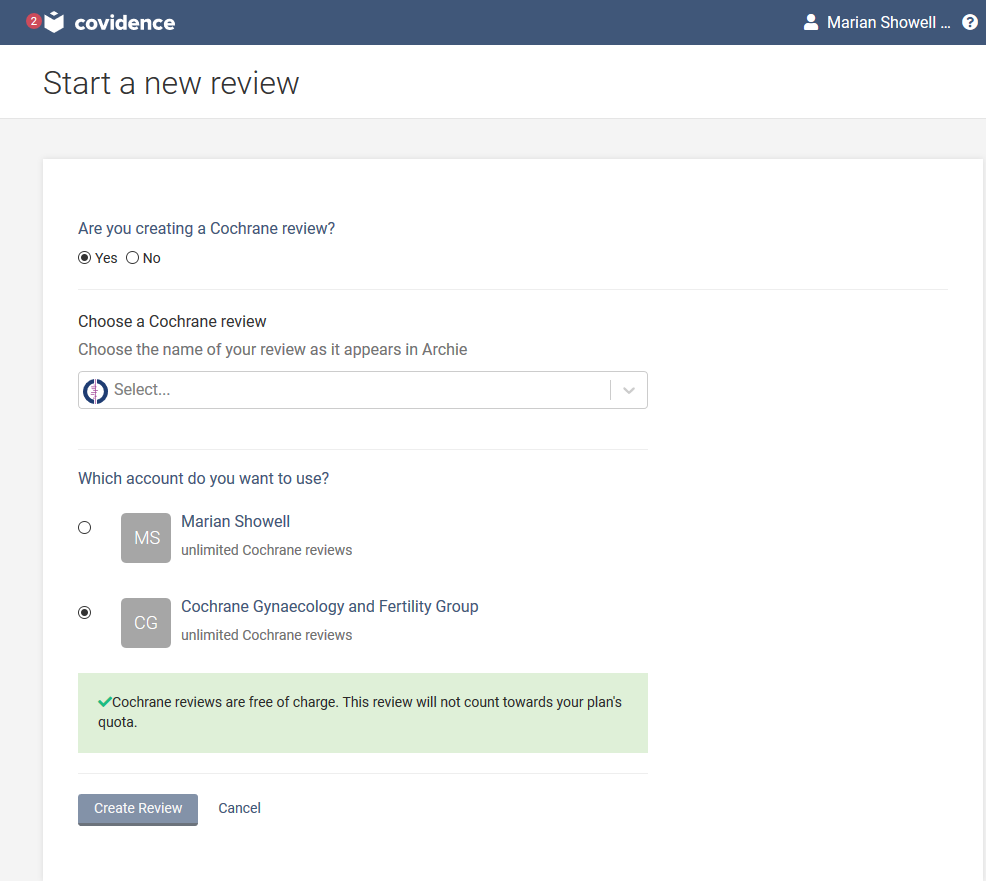 2 covidence Marian Showell ... ?
Start a new review
Are you creating a Cochrane review?
Yes No
Choose a Cochrane review
Choose the name of your review as it appears in Archie
Select...
Which account do you want to use?
MS Marian Showell
unlimited Cochrane reviews
CG Cochrane Gynaecology and Fertility Group
unlimited Cochrane reviews
Cochrane reviews are free of charge. This review will not count towards your plan's
quota.
Create Review Cancel